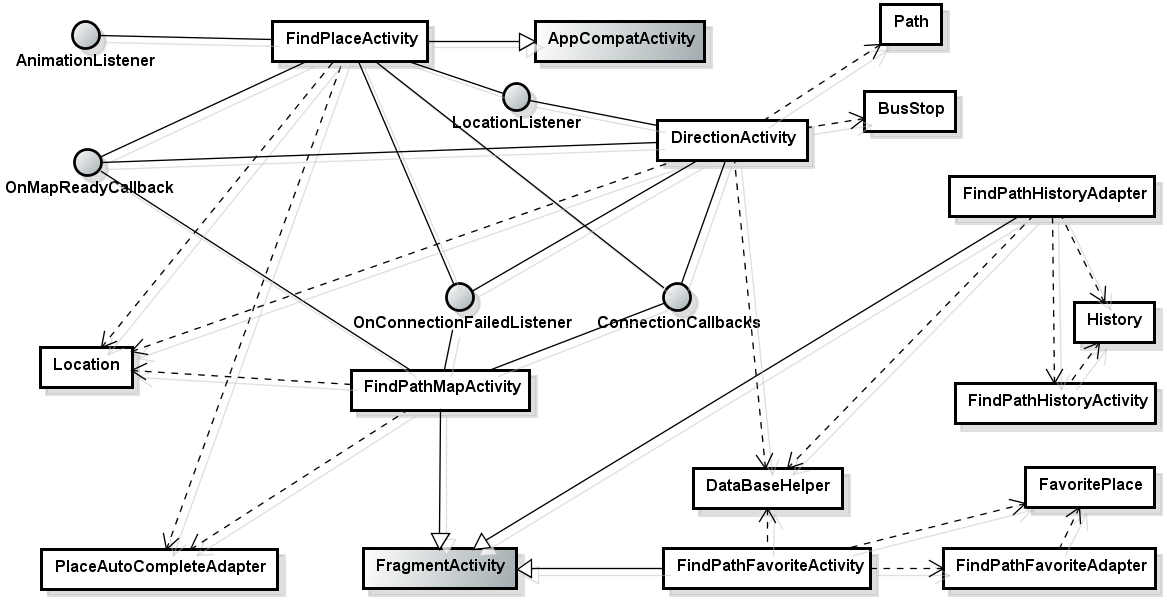 Path
FindPlaceActivity
AppCompatActivity
AnimationListener
BusStop
LocationListener
DirectionActivity
OnMapReadyCallback
FindPathHistoryAdapter
OnConnectionFailedListener
ConnectionCallbacks
History
Location
FindPathMapActivity
FindPathHistoryActivity
DataBaseHelper
FavoritePlace
PlaceAutoCompleteAdapter
FragmentActivity
FindPathFavoriteActivity
FindPathFavoriteAdapter